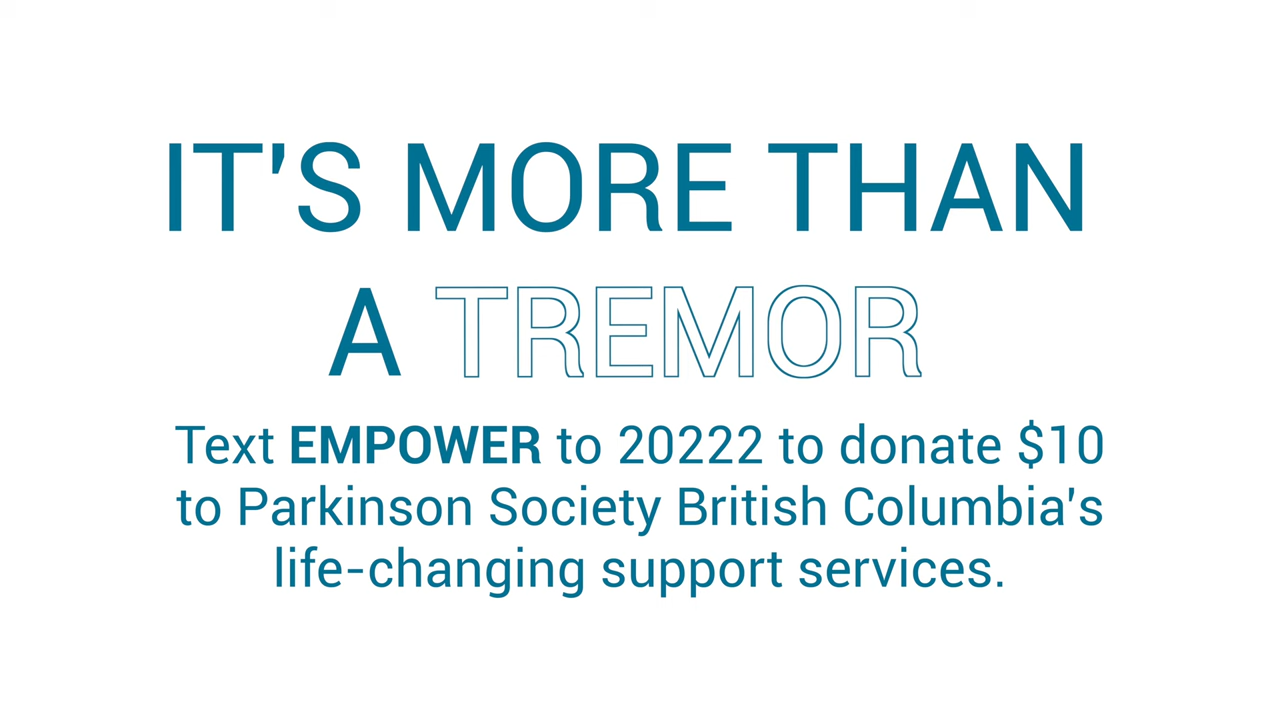 IT'S MORE THAN
A TREMOR
Text EMPOWER to 20222 to donate $10
to Parkinson Society British Columbia's
life-changing support services.